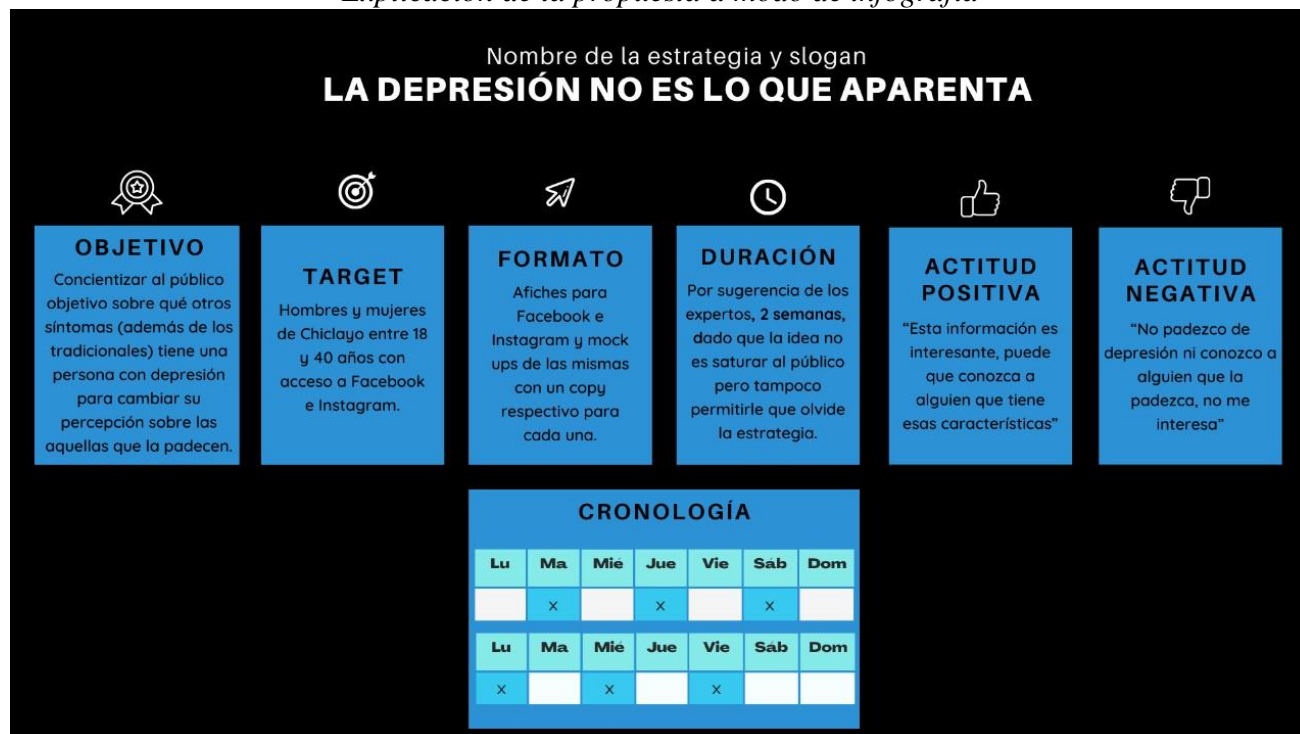 Explicación de la propuesta a modo de infografía
Nombre de la estrategia y slogan
LA DEPRESIÓN NO ES LO QUE APARENTA
OBJETIVO
Concientizar al público
objetivo sobre qué otros
síntomas (además de los
tradicionales) tiene una
persona con depresión
para cambiar su
percepción sobre las
aquellas que la padecen.
TARGET
Hombres y mujeres
de Chiclayo entre 18
y 40 años con
acceso a Facebook
e Instagram.
FORMATO
Afiches para
Facebook e
Instagram y mock
ups de las mismas
con un copy
respectivo para
cada una.
DURACIÓN
Por sugerencia de los
expertos, 2 semanas,
dado que la idea no
es saturar al público
pero tampoco
permitirle que olvide
la estrategia.
ACTITUD
POSITIVA
“Esta información es
interesante, puede
que conozca a
alguien que tiene
esas características”
ACTITUD
NEGATIVA
“No padezco de
depresión ni conozco a
alguien que la
padezca, no me
interesa”
CRONOLOGÍA
Lu Ma Mié Jue Vie Sáb Dom
x x x
Lu Ma Mié Jue Vie Sáb Dom
x x x